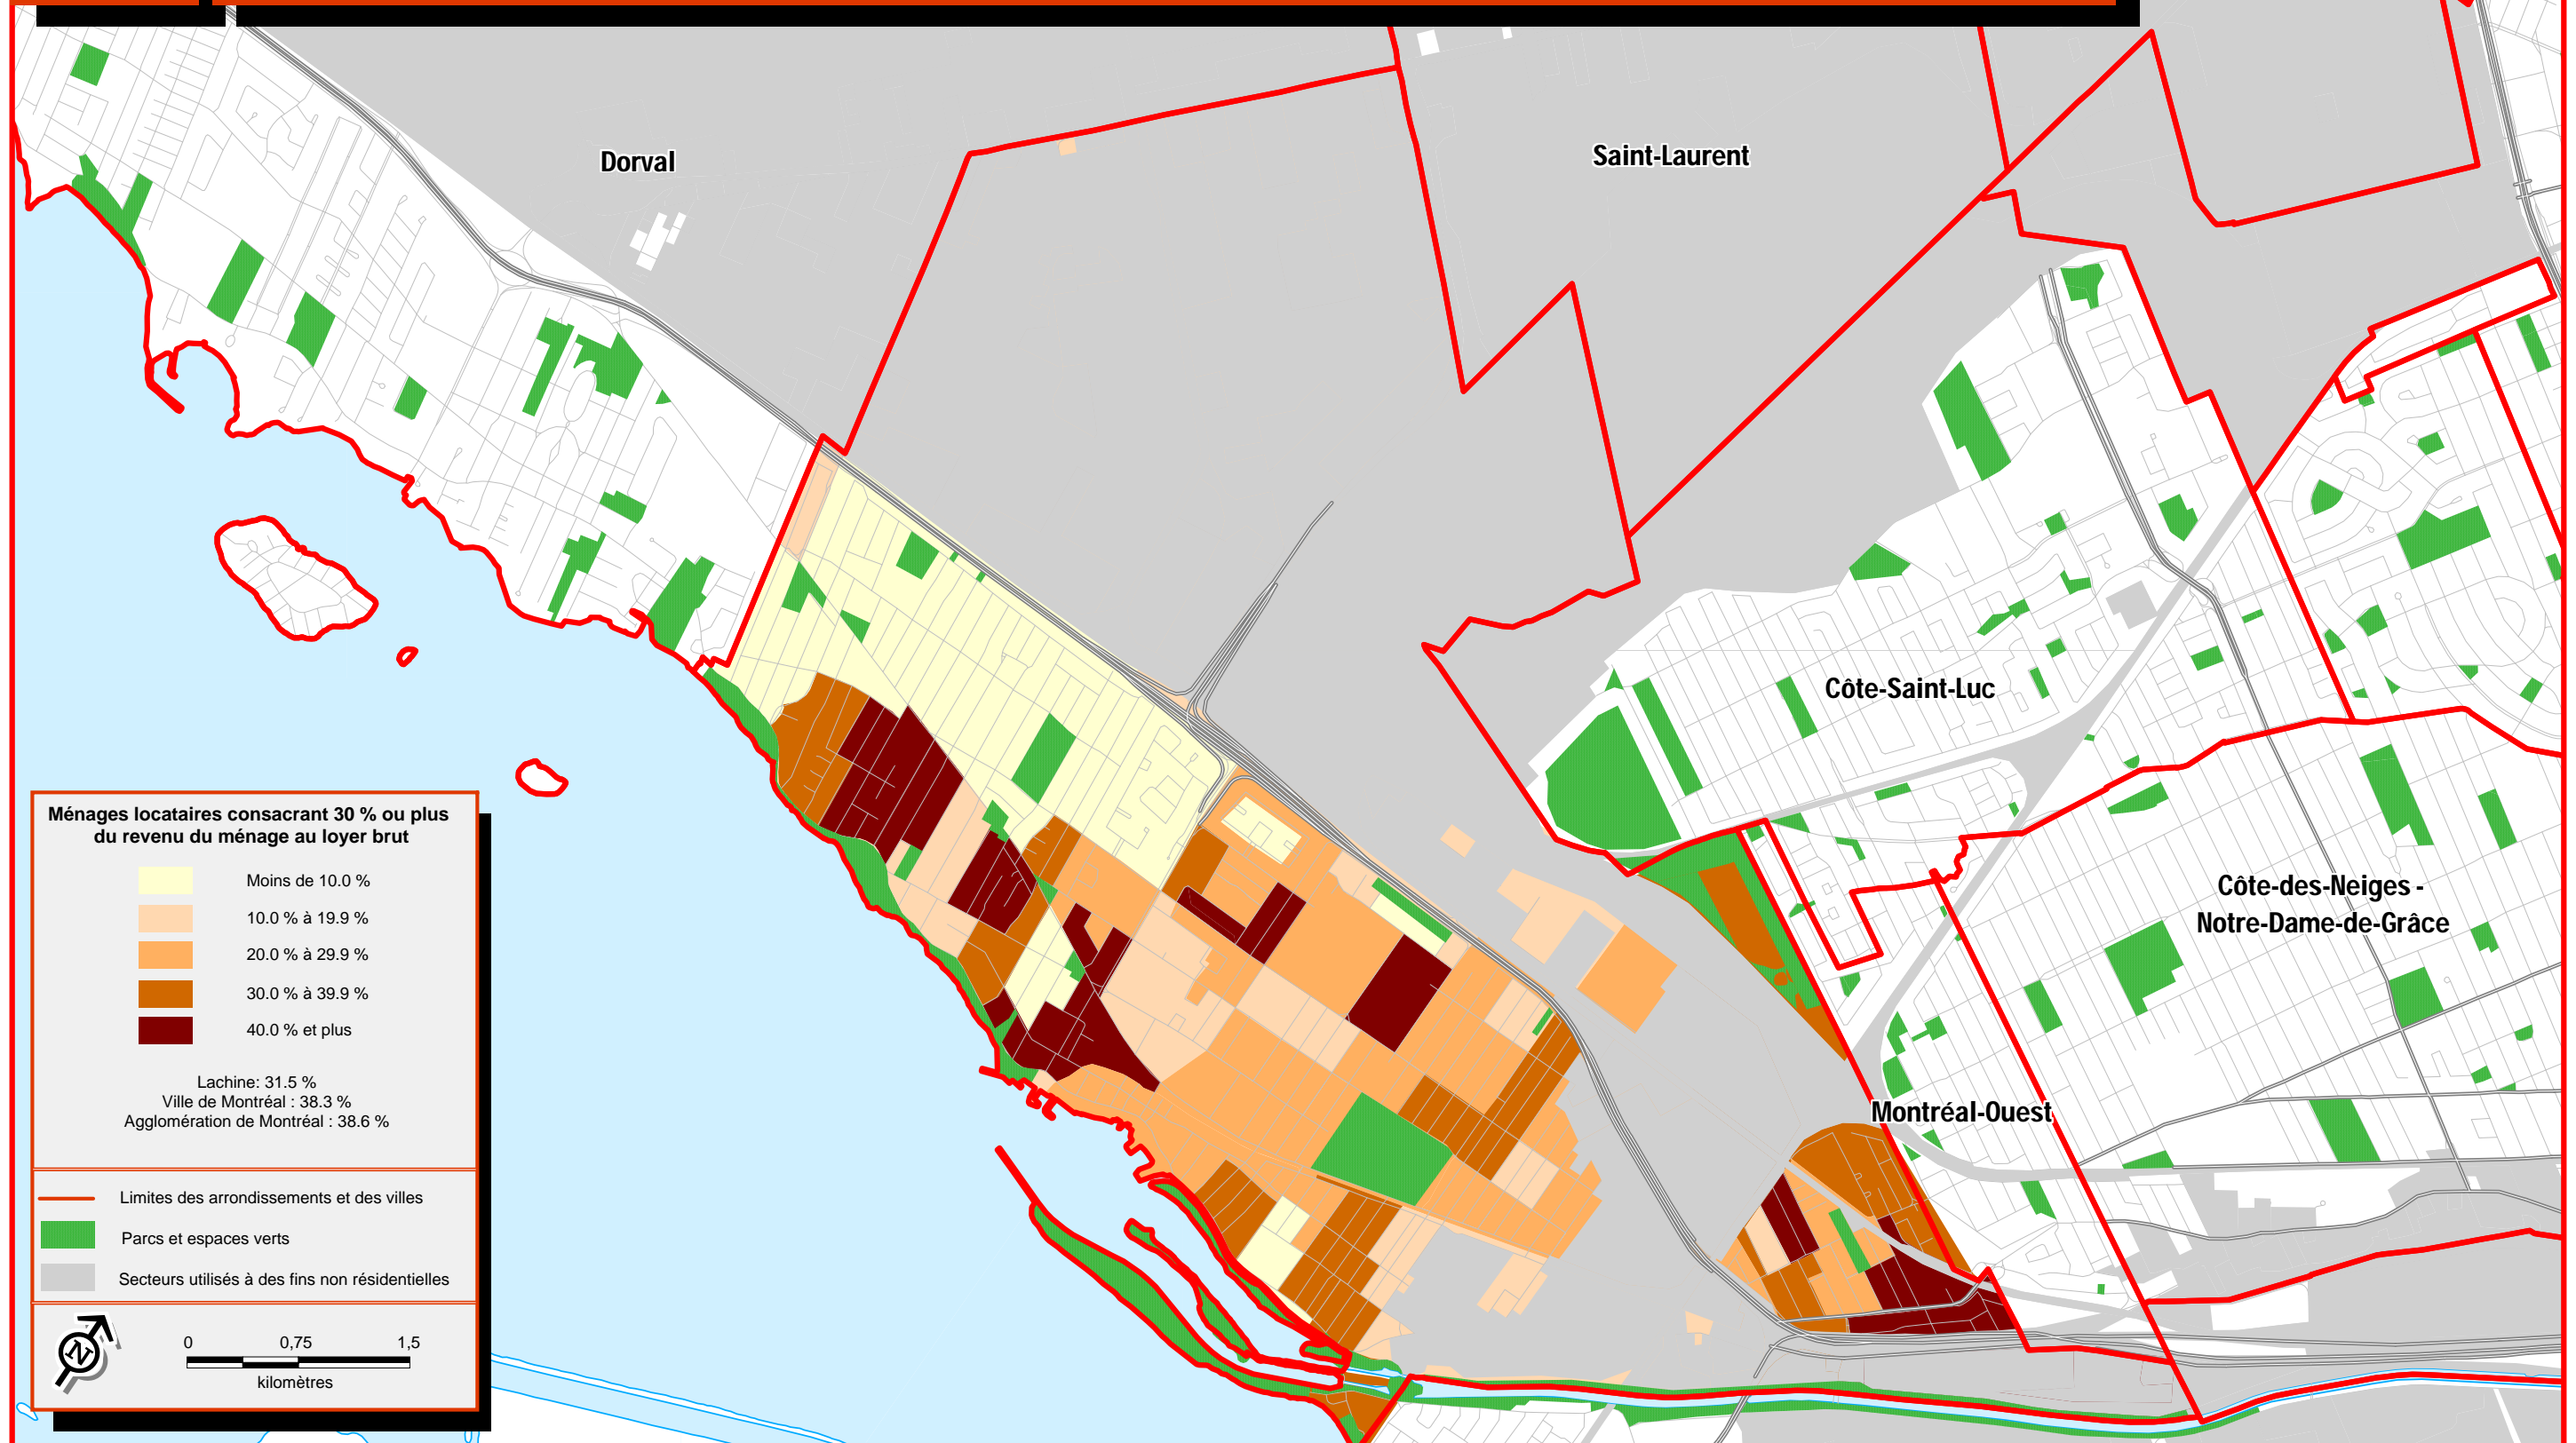 Dorval
Saint-Laurent
Côte-Saint-Luc
Côte-des-Neiges -
Notre-Dame-de-Grâce
Montréal-Ouest
Ménages locataires consacrant 30 % ou plus
du revenu du ménage au loyer brut
Moins de 10.0 %
10.0 % à 19.9 %
20.0 % à 29.9 %
30.0 % à 39.9 %
40.0 % et plus
Lachine: 31.5 %
Ville de Montréal : 38.3 %
Agglomération de Montréal : 38.6 %
Limites des arrondissements et des villes
Parcs et espaces verts
Secteurs utilisés à des fins non résidentielles
N
0 0,75 1,5
kilomètres